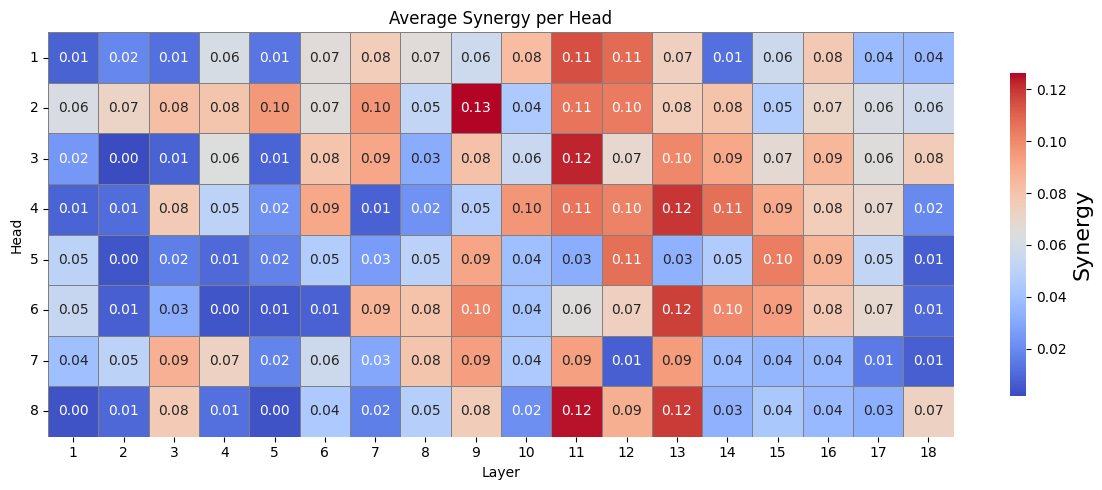 Average Synergy per Head
1 0.01 0.02 0.01 0.06 0.01 0.07 0.08 0.07 0.06 0.08 0.11 0.11 0.07 0.01 0.06 0.08 0.04 0.04
2 0.06 0.07 0.08 0.08 0.10 0.07 0.10 0.05 0.13 0.04 0.11 0.10 0.08 0.08 0.05 0.07 0.06 0.06
3 0.02 0.00 0.01 0.06 0.01 0.08 0.09 0.03 0.08 0.06 0.12 0.07 0.10 0.09 0.07 0.09 0.06 0.08
4 0.01 0.01 0.08 0.05 0.02 0.09 0.01 0.02 0.05 0.10 0.11 0.10 0.12 0.11 0.09 0.08 0.07 0.02
5 0.05 0.00 0.02 0.01 0.02 0.05 0.03 0.05 0.09 0.04 0.03 0.11 0.03 0.05 0.10 0.09 0.05 0.01
6 0.05 0.01 0.03 0.00 0.01 0.01 0.09 0.08 0.10 0.04 0.06 0.07 0.12 0.10 0.09 0.08 0.07 0.01
7 0.04 0.05 0.09 0.07 0.02 0.06 0.03 0.08 0.09 0.04 0.09 0.01 0.09 0.04 0.04 0.04 0.01 0.01
8 0.00 0.01 0.08 0.01 0.00 0.04 0.02 0.05 0.08 0.02 0.12 0.09 0.12 0.03 0.04 0.04 0.03 0.07
1 2 3 4 5 6 7 8 9 10 11 12 13 14 15 16 17 18
Layer
Head
0.12
0.10
0.08
0.06
0.04
0.02
Synergy